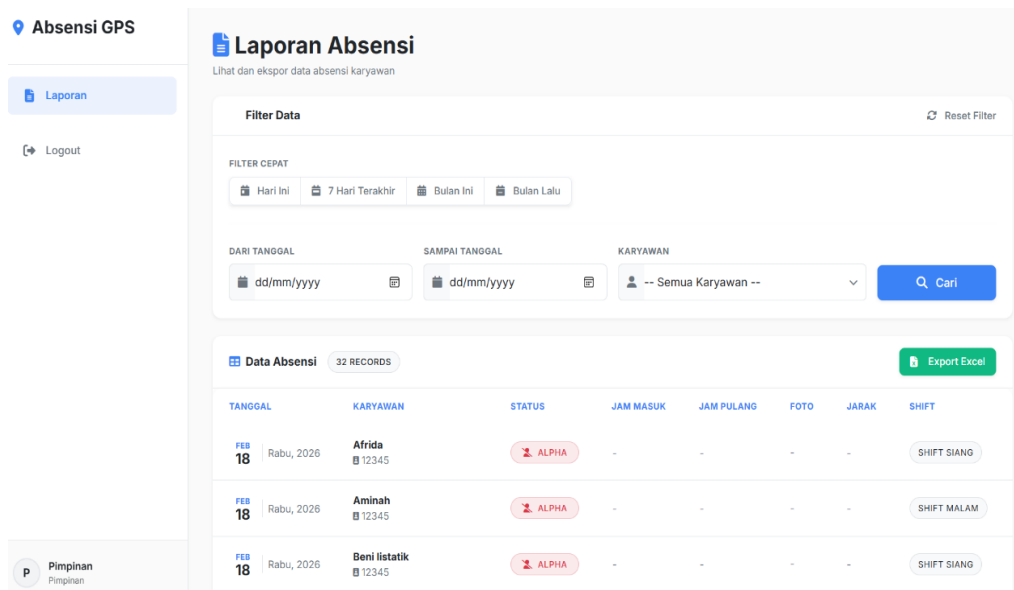 Absensi GPS
Laporan
Logout
Laporan Absensi
Lihat dan ekspor data absensi karyawan
Filter Data
Reset Filter
FILTER CEPAT
Hari Ini 7 Hari Terakhir Bulan Ini Bulan Lalu
DARI TANGGAL SAMPAI TANGGAL KARYAWAN
dd/mm/yyyy dd/mm/yyyy -- Semua Karyawan -- Cari
Data Absensi 32 RECORDS Export Excel
TANGGAL KARYAWAN STATUS JAM MASUK JAM PULANG FOTO JARAK SHIFT
FEB 18 Rabu, 2026 Afrida 12345 ALPHA - - - - SHIFT SIANG
FEB 18 Rabu, 2026 Aminah 12345 ALPHA - - - - SHIFT MALAM
FEB 18 Rabu, 2026 Beni listatik 12345 ALPHA - - - - SHIFT SIANG
P Pimpinan
Pimpinan